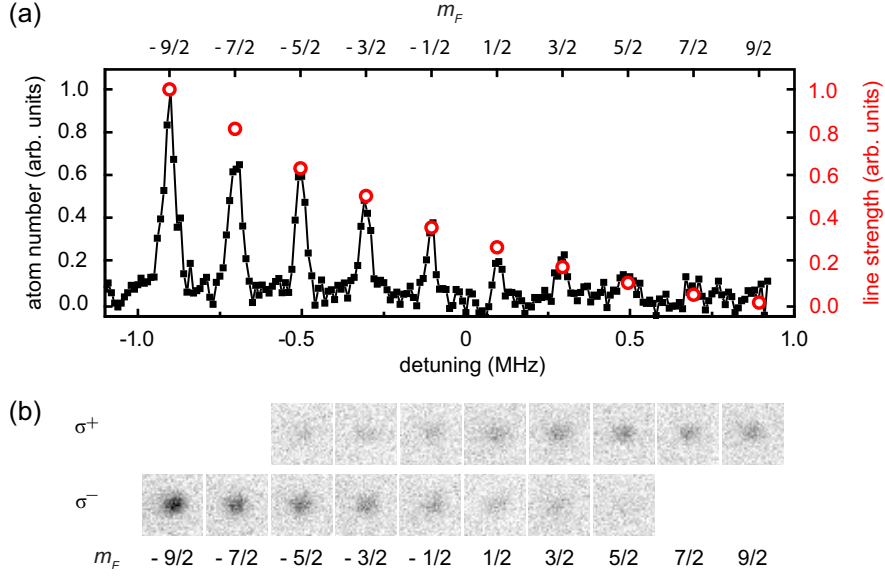 (a)
m_F
- 9/2 - 7/2 - 5/2 - 3/2 - 1/2 1/2 3/2 5/2 7/2 9/2
atom number (arb. units)
1.0
0.8
0.6
0.4
0.2
0.0
1.0
0.8
0.6
0.4
0.2
0.0
line strength (arb. units)
-1.0 -0.5 0 0.5 1.0
detuning (MHz)
(b)
σ+
σ−
m_F - 9/2 - 7/2 - 5/2 - 3/2 - 1/2 1/2 3/2 5/2 7/2 9/2